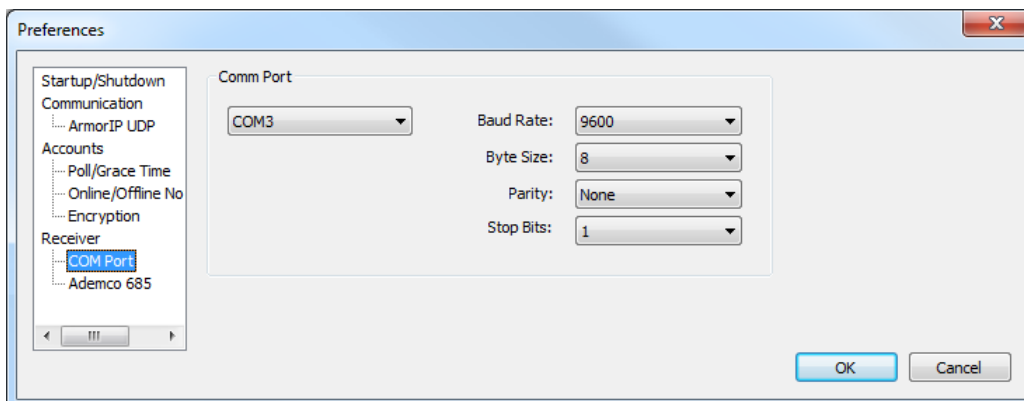 Preferences
Startup/Shutdown
Communication
ArmorIP UDP
Accounts
Poll/Grace Time
Online/Offline No
Encryption
Receiver
COM Port
Ademco 685
Comm Port
COM3
Baud Rate: 9600
Byte Size: 8
Parity: None
Stop Bits: 1
OK Cancel